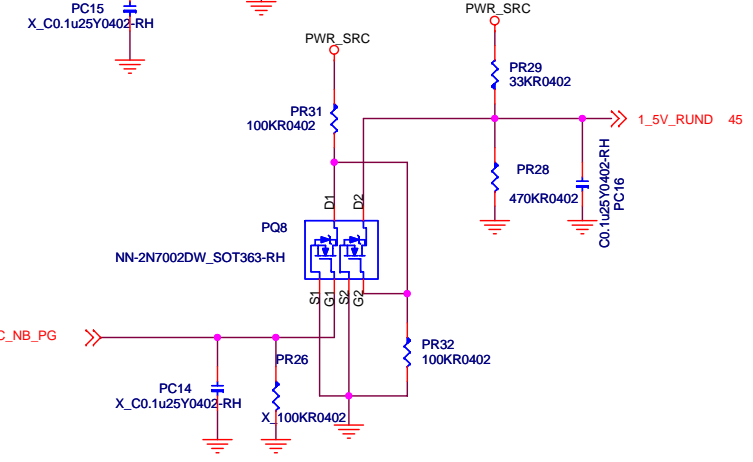 PC15
X_C0.1u25Y0402-RH
PWR_SRC
PWR_SRC
PR29
33KR0402
PR31
100KR0402
1_5V_RUND 45
PR28
470KR0402
C0.1u25Y0402-RH
PC16
D1
D2
PQ8
NN-2N7002DW_SOT363-RH
S1
G1
S2
G2
C_NB_PG
PR32
100KR0402
PR26
X_100KR0402
PC14
X_C0.1u25Y0402-RH